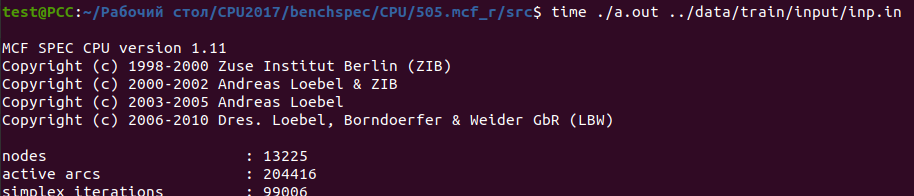 test@PCC:~/Рабочий стол/CPU2017/benchspec/CPU/505.mcf_r/src$ time ./a.out ../data/train/input/inp.in
MCF SPEC CPU version 1.11
Copyright (c) 1998-2000 Zuse Institut Berlin (ZIB)
Copyright (c) 2000-2002 Andreas Loebel & ZIB
Copyright (c) 2003-2005 Andreas Loebel
Copyright (c) 2006-2010 Dres. Loebel, Borndoerfer & Weider GbR (LBW)
nodes : 13225
active arcs : 204416
simplex iterations : 99006